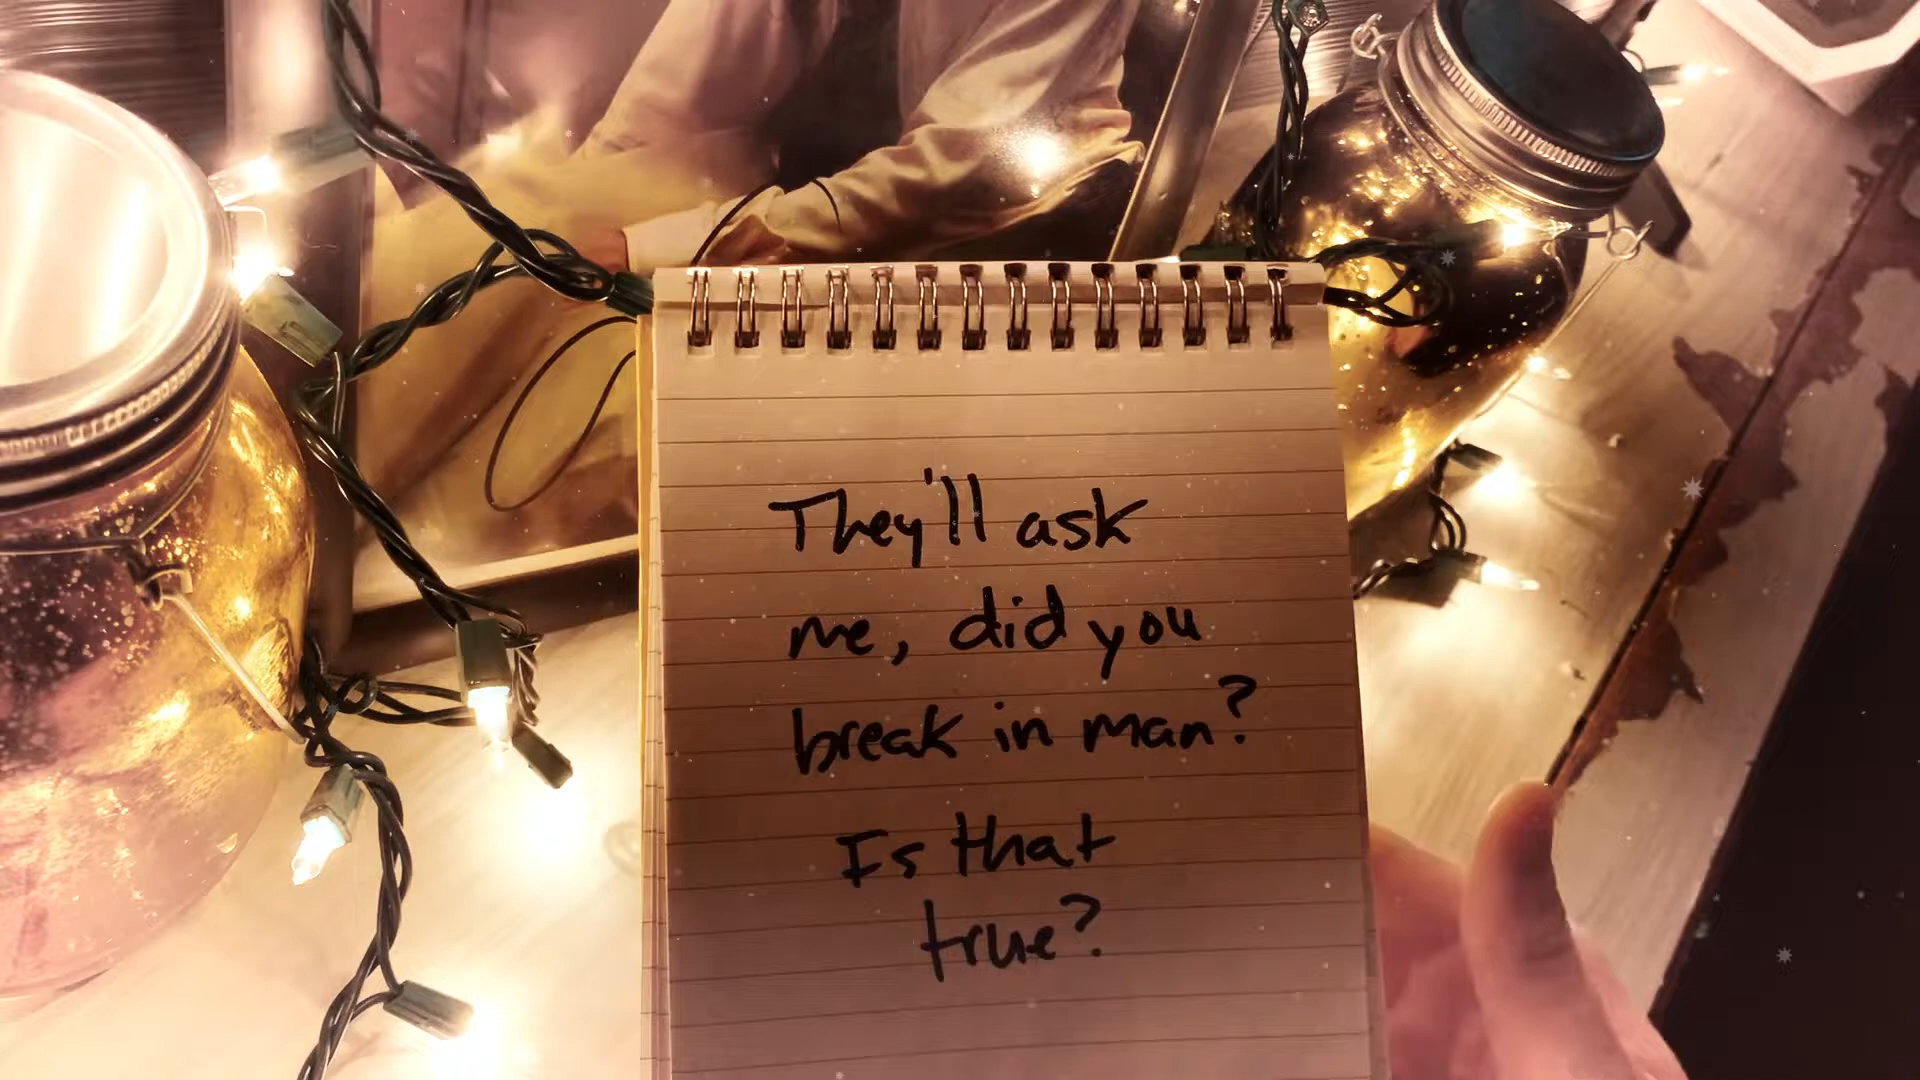 They'll ask
me, did you
break in man?
Is that
true?